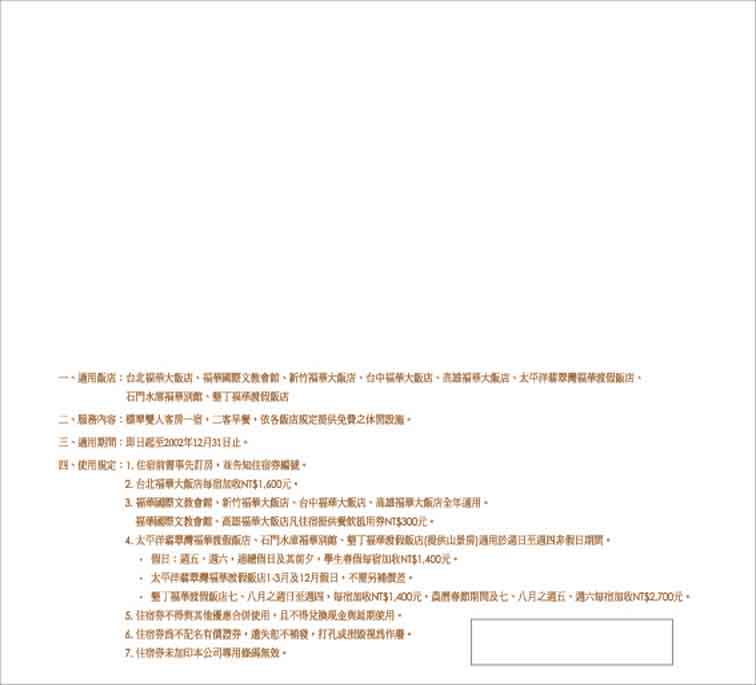 一、適用飯店：台北福華大飯店、福華國際文教會館、新竹福華大飯店、台中福華大飯店、高雄福華大飯店、太平洋翡翠灣福華渡假飯店、
石門水庫福華別館、墾丁福華渡假飯店
二、服務內容：標準雙人客房一宿，二客早餐，依各飯店規定提供免費之休閒設施。
三、適用期間：即日起至2002年12月31日止。
四、使用規定：1. 住宿前需事先訂房，並告知住宿券編號。
2. 台北福華大飯店每宿加收NT$1,600元。
3. 福華國際文教會館、新竹福華大飯店、台中福華大飯店、高雄福華大飯店全年適用。
福華國際文教會館、高雄福華大飯店凡住宿提供餐飲抵用券NT$300元。
4. 太平洋翡翠灣福華渡假飯店、石門水庫福華別館、墾丁福華渡假飯店(提供山景房)適用於週日至週四非假日期間。
· 假日：週五、週六，連續假日及其前夕，學生春假每宿加收NT$1,400元。
· 太平洋翡翠灣福華渡假飯店1-3月及12月假日，不需另補價差。
· 墾丁福華渡假飯店七、八月之週日至週四，每宿加收NT$1,400元，農曆春節期間及七、八月之週五、週六每宿加收NT$2,700元。
5. 住宿券不得與其他優惠合併使用，且不得兌換現金與延期使用。
6. 住宿券為不記名有價證券，遺失恕不補發，打孔或損毀視為作廢。
7. 住宿券未加印本公司專用條碼無效。